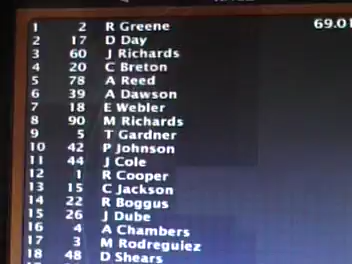 1 2 R Greene 69.01
2 17 D Day
3 60 J Richards
4 20 C Breton
5 78 A Reed
6 39 A Dawson
7 18 E Webler
8 90 M Richards
9 5 T Gardner
10 42 P Johnson
11 44 J Cole
12 1 R Cooper
13 15 C Jackson
14 22 R Boggus
15 26 J Dube
16 4 A Chambers
17 3 M Rodreguiez
18 48 D Shears